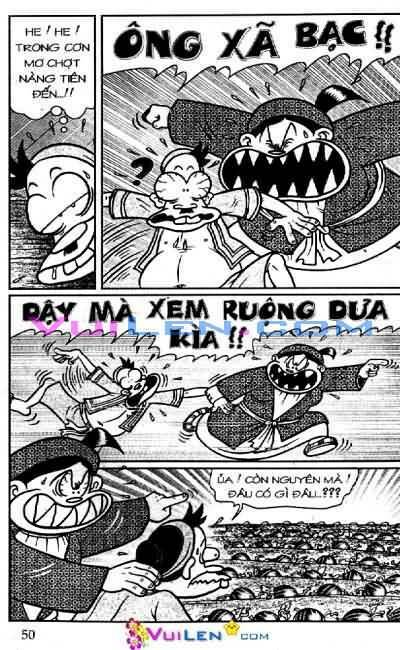 HE! HE!
TRONG CƠN
MƠ CHỢT
NÀNG TIÊN
ĐẾN...!!
ÔNG XÃ BẠC!!
DẬY MÀ XEM RUỘNG DƯA
KÌA!!
VUILEN.COM
ỦA! CÒN NGUYÊN MÀ!
ĐÂU CÓ GÌ ĐÂU..???
50
VUILEN.COM